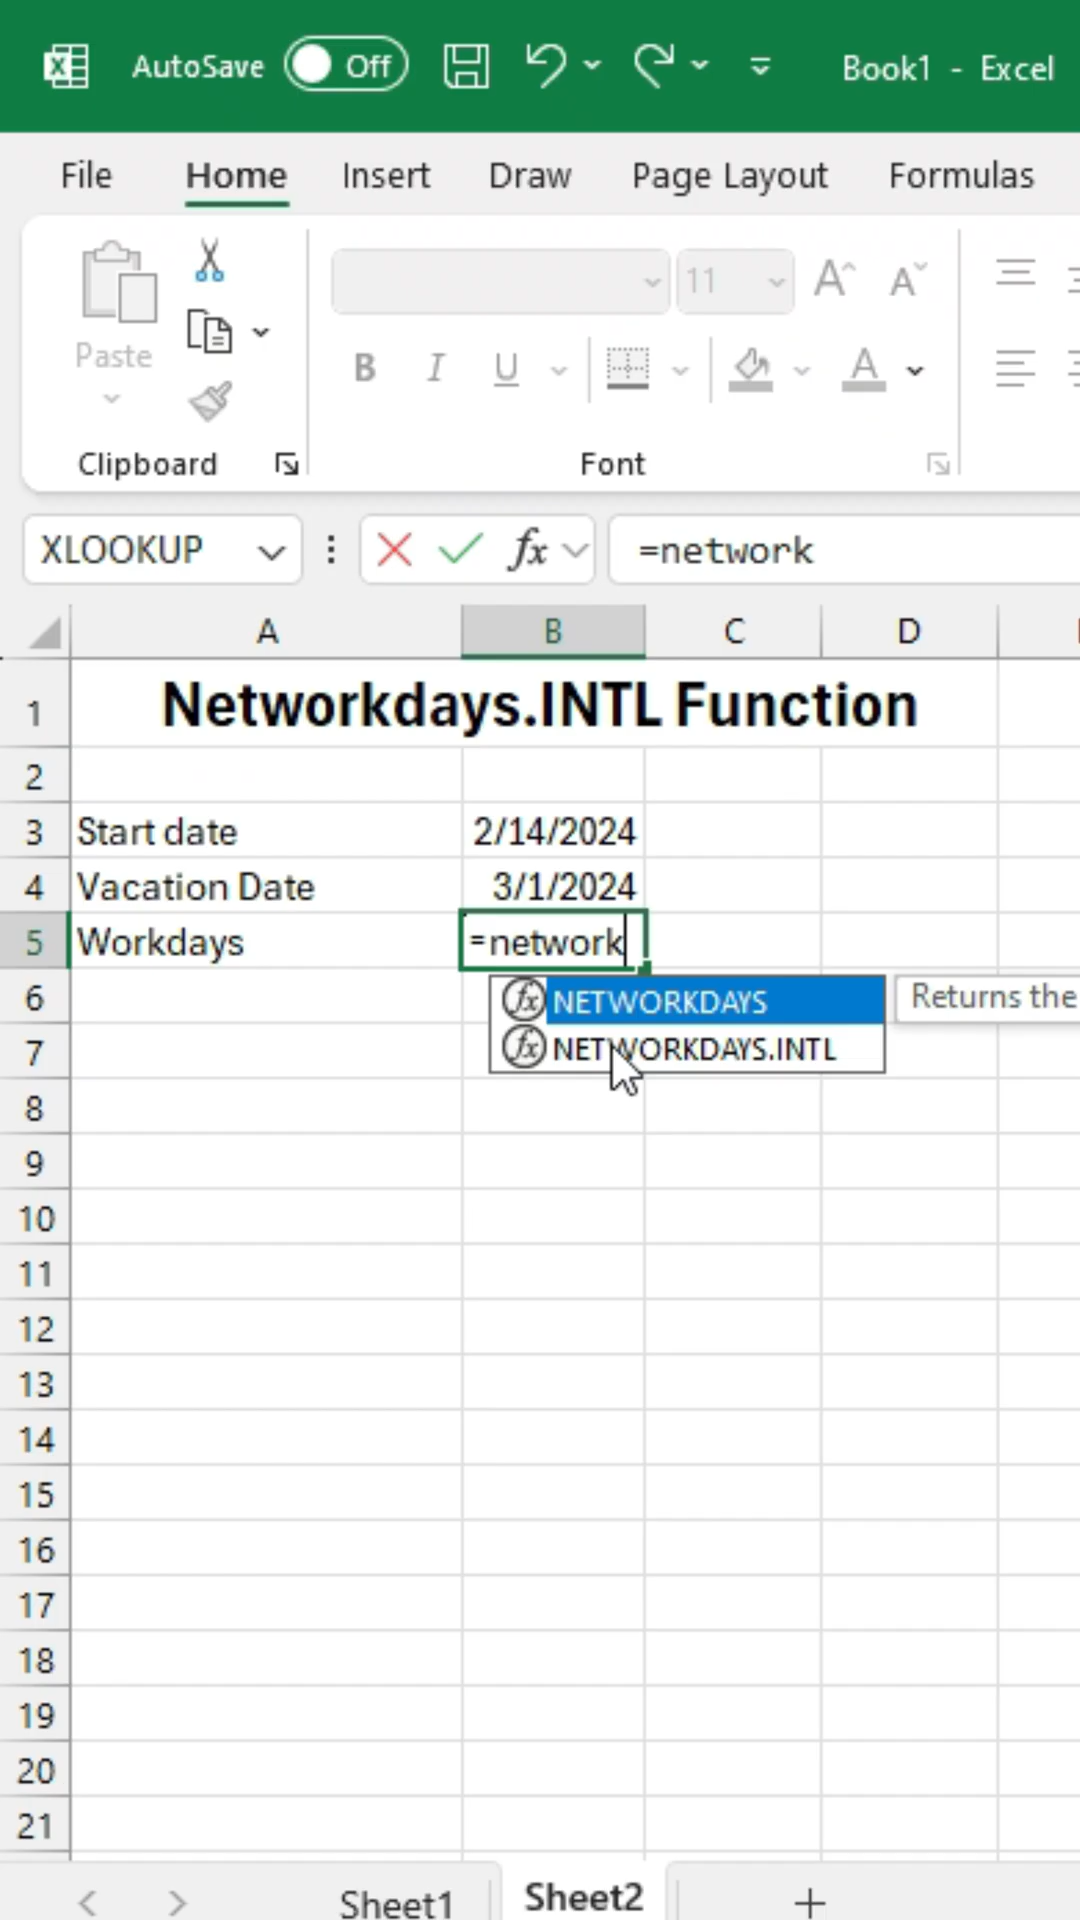 AutoSave Off Book1 - Excel
File Home Insert Draw Page Layout Formulas
11 A A
Paste
B I U A
Clipboard Font
XLOOKUP fx =network
A B C D
1 Networkdays.INTL Function
2
3 Start date 2/14/2024
4 Vacation Date 3/1/2024
5 Workdays =network
6 fx NETWORKDAYS Returns the
7 fx NETWORKDAYS.INTL
8
9
10
11
12
13
14
15
16
17
18
19
20
21
Sheet1 Sheet2 +